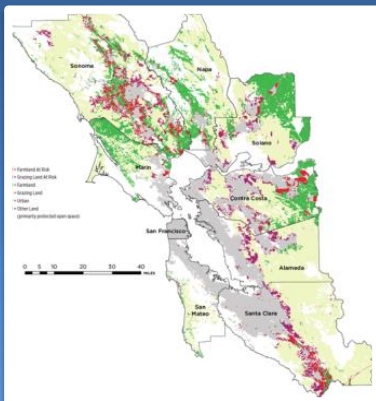 Sonoma
Napa
Solano
Marin
Farmland At Risk
Grazing Land At Risk
Farmland
Grazing Land
Urban
Other Land
(primarily protected open space)
Contra Costa
San Francisco
Alameda
0 5 10 20 30 40
MILES
San
Mateo
Santa Clara